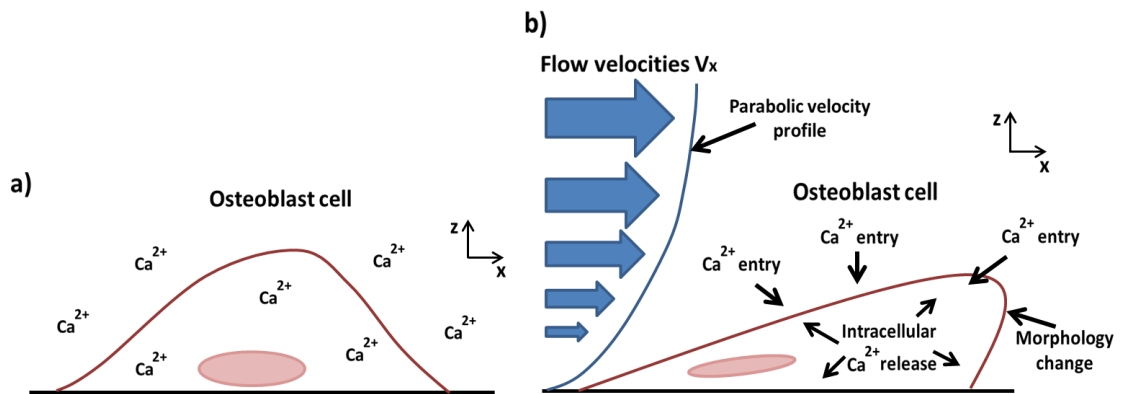 a)
Osteoblast cell
z
x
Ca2+
Ca2+
Ca2+
Ca2+
Ca2+
Ca2+
Ca2+
b)
Flow velocities Vx
Parabolic velocity
profile
z
x
Osteoblast cell
Ca2+ entry
Ca2+ entry
Ca2+ entry
Intracellular
Ca2+ release
Morphology
change